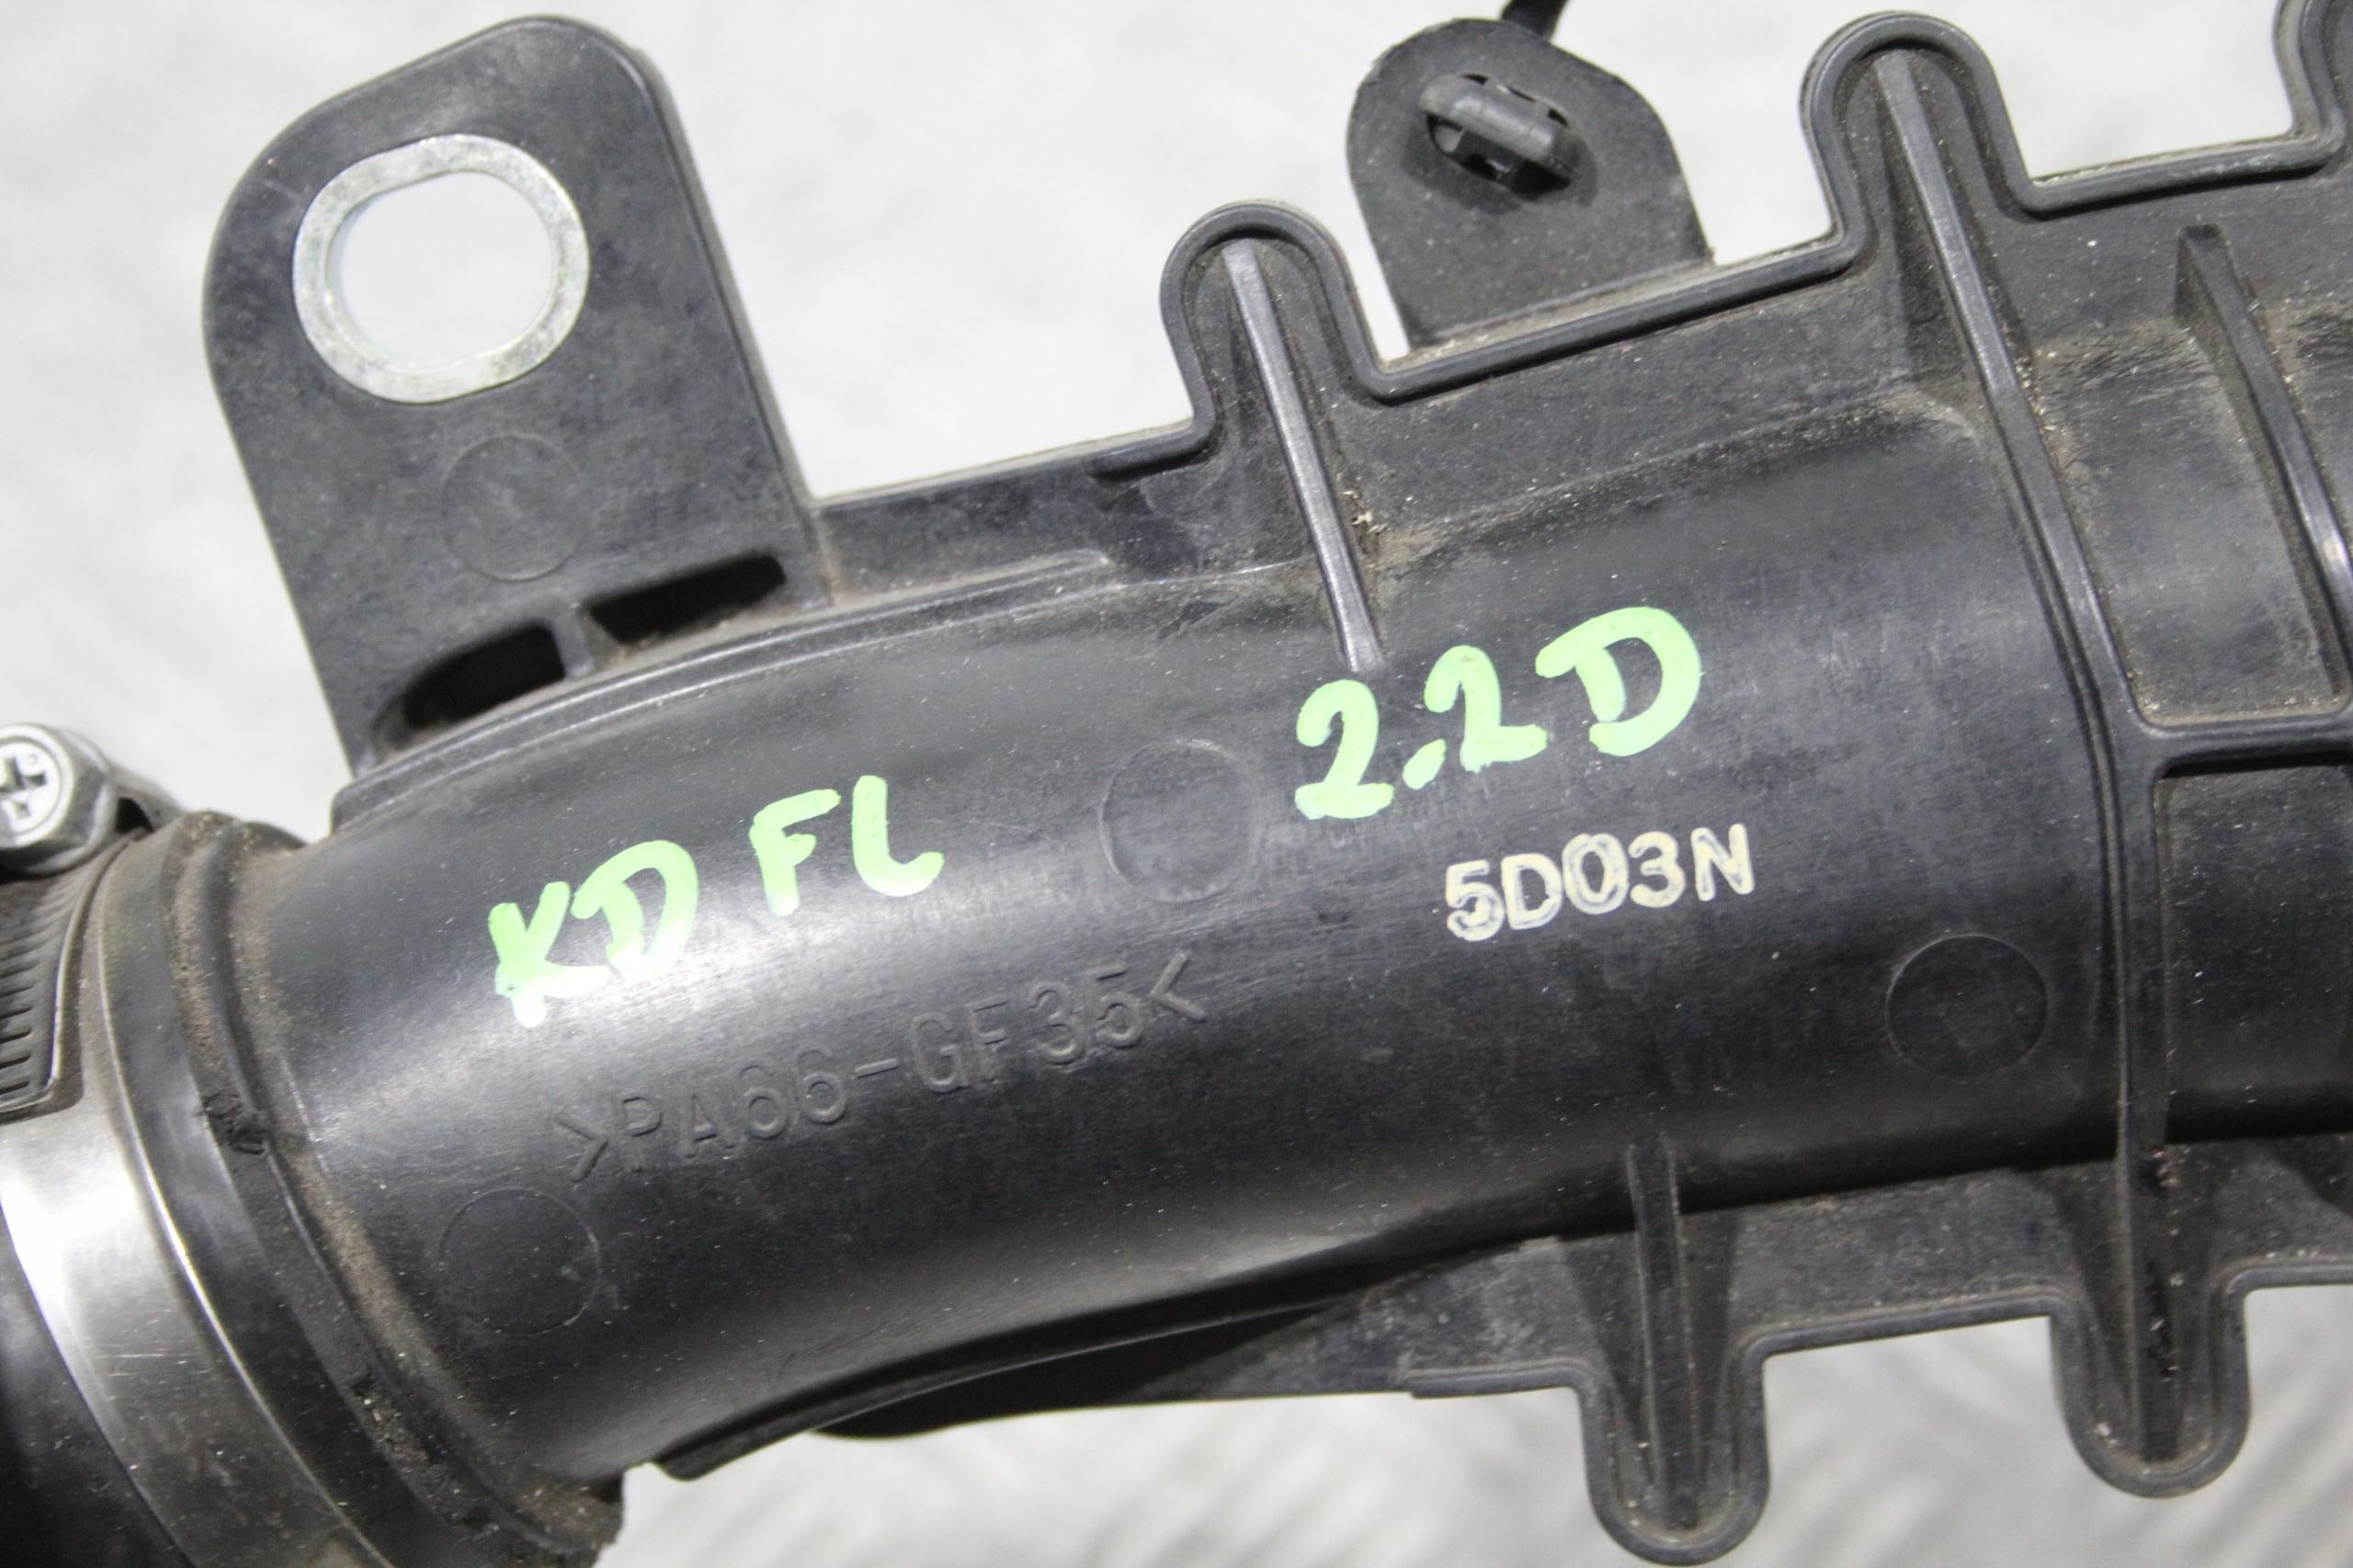 KD FL 2.2D
5D03N
>PA66-GF35<